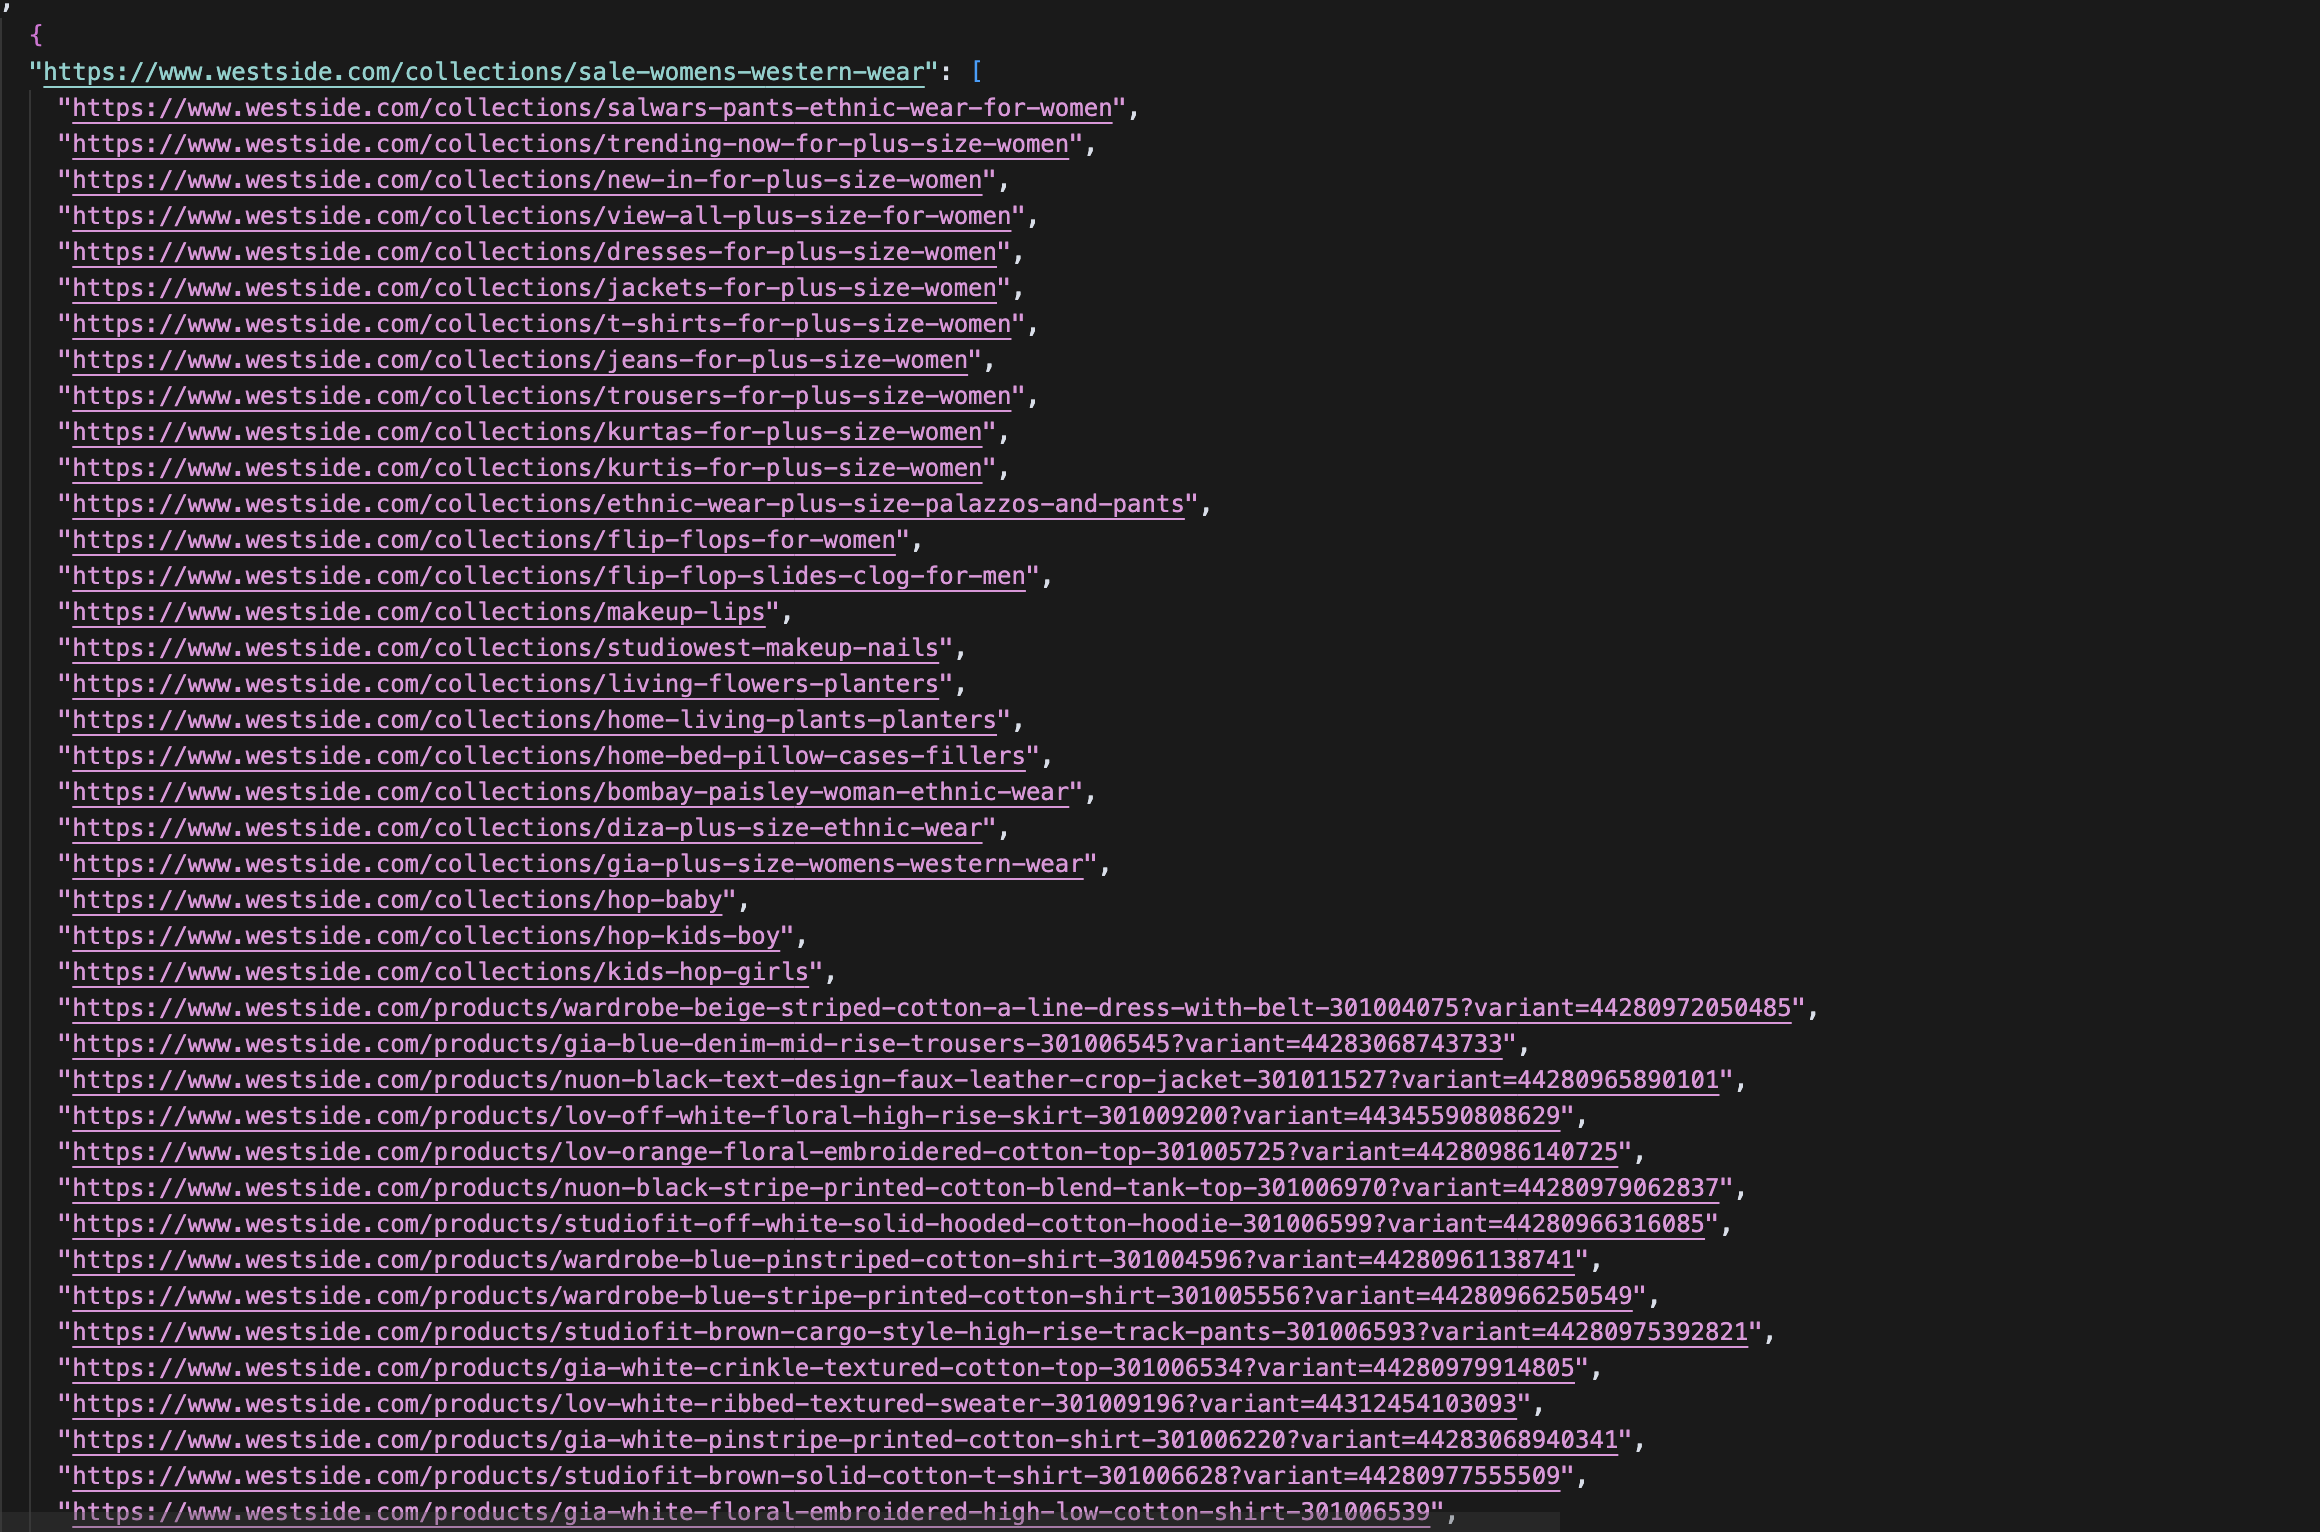 ,
{
"https://www.westside.com/collections/sale-womens-western-wear": [
"https://www.westside.com/collections/salwars-pants-ethnic-wear-for-women",
"https://www.westside.com/collections/trending-now-for-plus-size-women",
"https://www.westside.com/collections/new-in-for-plus-size-women",
"https://www.westside.com/collections/view-all-plus-size-for-women",
"https://www.westside.com/collections/dresses-for-plus-size-women",
"https://www.westside.com/collections/jackets-for-plus-size-women",
"https://www.westside.com/collections/t-shirts-for-plus-size-women",
"https://www.westside.com/collections/jeans-for-plus-size-women",
"https://www.westside.com/collections/trousers-for-plus-size-women",
"https://www.westside.com/collections/kurtas-for-plus-size-women",
"https://www.westside.com/collections/kurtis-for-plus-size-women",
"https://www.westside.com/collections/ethnic-wear-plus-size-palazzos-and-pants",
"https://www.westside.com/collections/flip-flops-for-women",
"https://www.westside.com/collections/flip-flop-slides-clog-for-men",
"https://www.westside.com/collections/makeup-lips",
"https://www.westside.com/collections/studiowest-makeup-nails",
"https://www.westside.com/collections/living-flowers-planters",
"https://www.westside.com/collections/home-living-plants-planters",
"https://www.westside.com/collections/home-bed-pillow-cases-fillers",
"https://www.westside.com/collections/bombay-paisley-woman-ethnic-wear",
"https://www.westside.com/collections/diza-plus-size-ethnic-wear",
"https://www.westside.com/collections/gia-plus-size-womens-western-wear",
"https://www.westside.com/collections/hop-baby",
"https://www.westside.com/collections/hop-kids-boy",
"https://www.westside.com/collections/kids-hop-girls",
"https://www.westside.com/products/wardrobe-beige-striped-cotton-a-line-dress-with-belt-301004075?variant=44280972050485",
"https://www.westside.com/products/gia-blue-denim-mid-rise-trousers-301006545?variant=44283068743733",
"https://www.westside.com/products/nuon-black-text-design-faux-leather-crop-jacket-301011527?variant=44280965890101",
"https://www.westside.com/products/lov-off-white-floral-high-rise-skirt-301009200?variant=44345590808629",
"https://www.westside.com/products/lov-orange-floral-embroidered-cotton-top-301005725?variant=44280986140725",
"https://www.westside.com/products/nuon-black-stripe-printed-cotton-blend-tank-top-301006970?variant=44280979062837",
"https://www.westside.com/products/studiofit-off-white-solid-hooded-cotton-hoodie-301006599?variant=44280966316085",
"https://www.westside.com/products/wardrobe-blue-pinstriped-cotton-shirt-301004596?variant=44280961138741",
"https://www.westside.com/products/wardrobe-blue-stripe-printed-cotton-shirt-301005556?variant=44280966250549",
"https://www.westside.com/products/studiofit-brown-cargo-style-high-rise-track-pants-301006593?variant=44280975392821",
"https://www.westside.com/products/gia-white-crinkle-textured-cotton-top-301006534?variant=44280979914805",
"https://www.westside.com/products/lov-white-ribbed-textured-sweater-301009196?variant=44312454103093",
"https://www.westside.com/products/gia-white-pinstripe-printed-cotton-shirt-301006220?variant=44283068940341",
"https://www.westside.com/products/studiofit-brown-solid-cotton-t-shirt-301006628?variant=44280977555509",
"https://www.westside.com/products/gia-white-floral-embroidered-high-low-cotton-shirt-301006539",